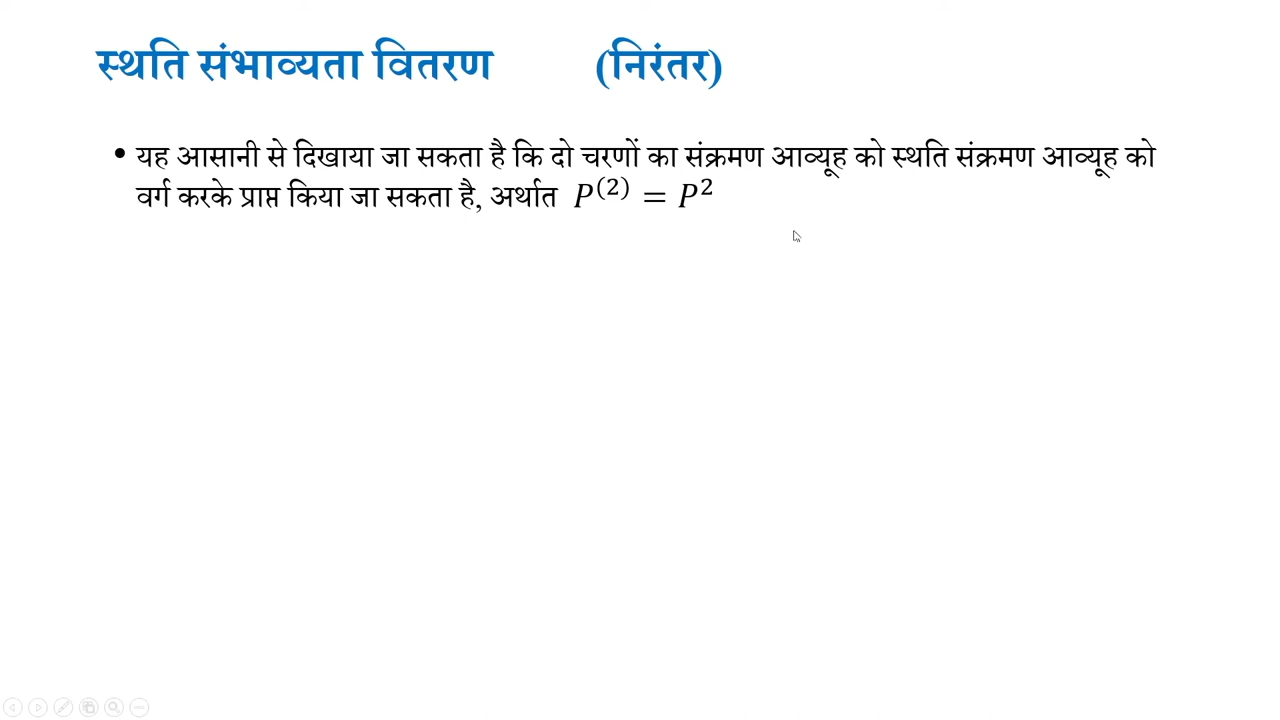 स्थति संभाव्यता वितरण (निरंतर)
• यह आसानी से दिखाया जा सकता है कि दो चरणों का संक्रमण आव्यूह को स्थति संक्रमण आव्यूह को
वर्ग करके प्राप्त किया जा सकता है, अर्थात P^(2) = P^2